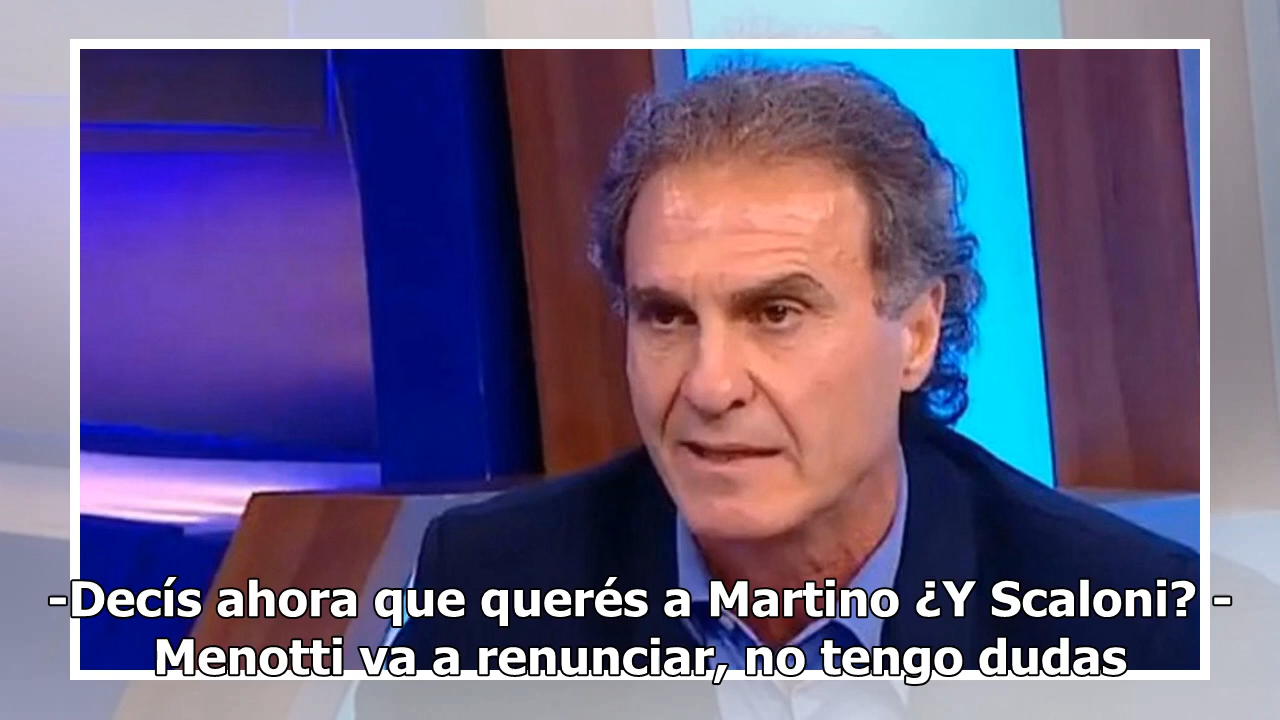 -Decís ahora que querés a Martino ¿Y Scaloni? -
Menotti va a renunciar, no tengo dudas